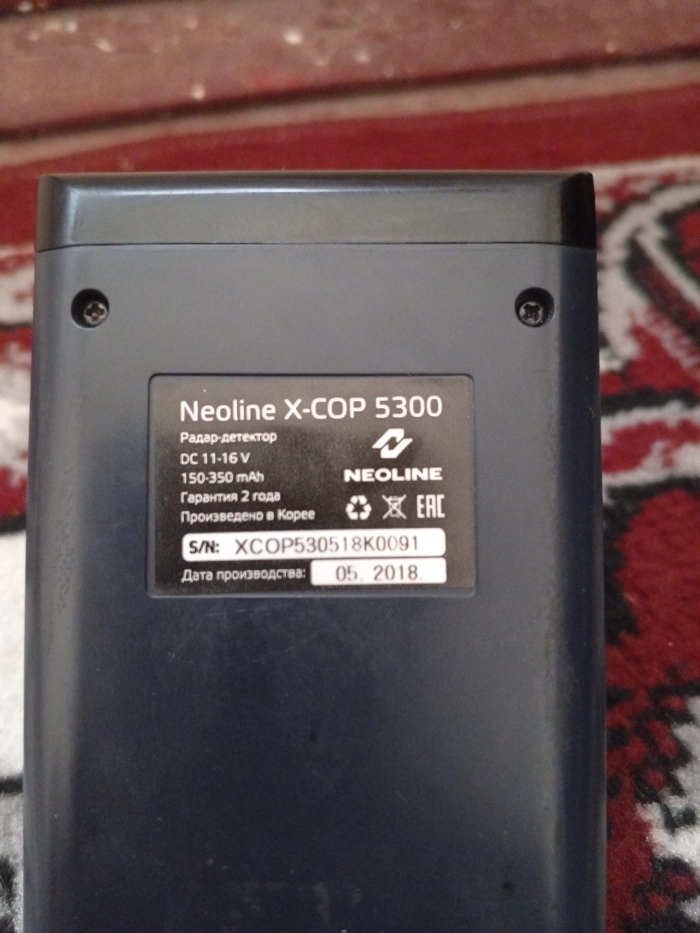 Neoline X-COP 5300
Радар-детектор
DC 11-16 V
150-350 mAh
NEOLINE
Гарантия 2 года
Произведено в Корее
EAC
S/N: XCOP530518K0091
Дата производства: 05. 2018.